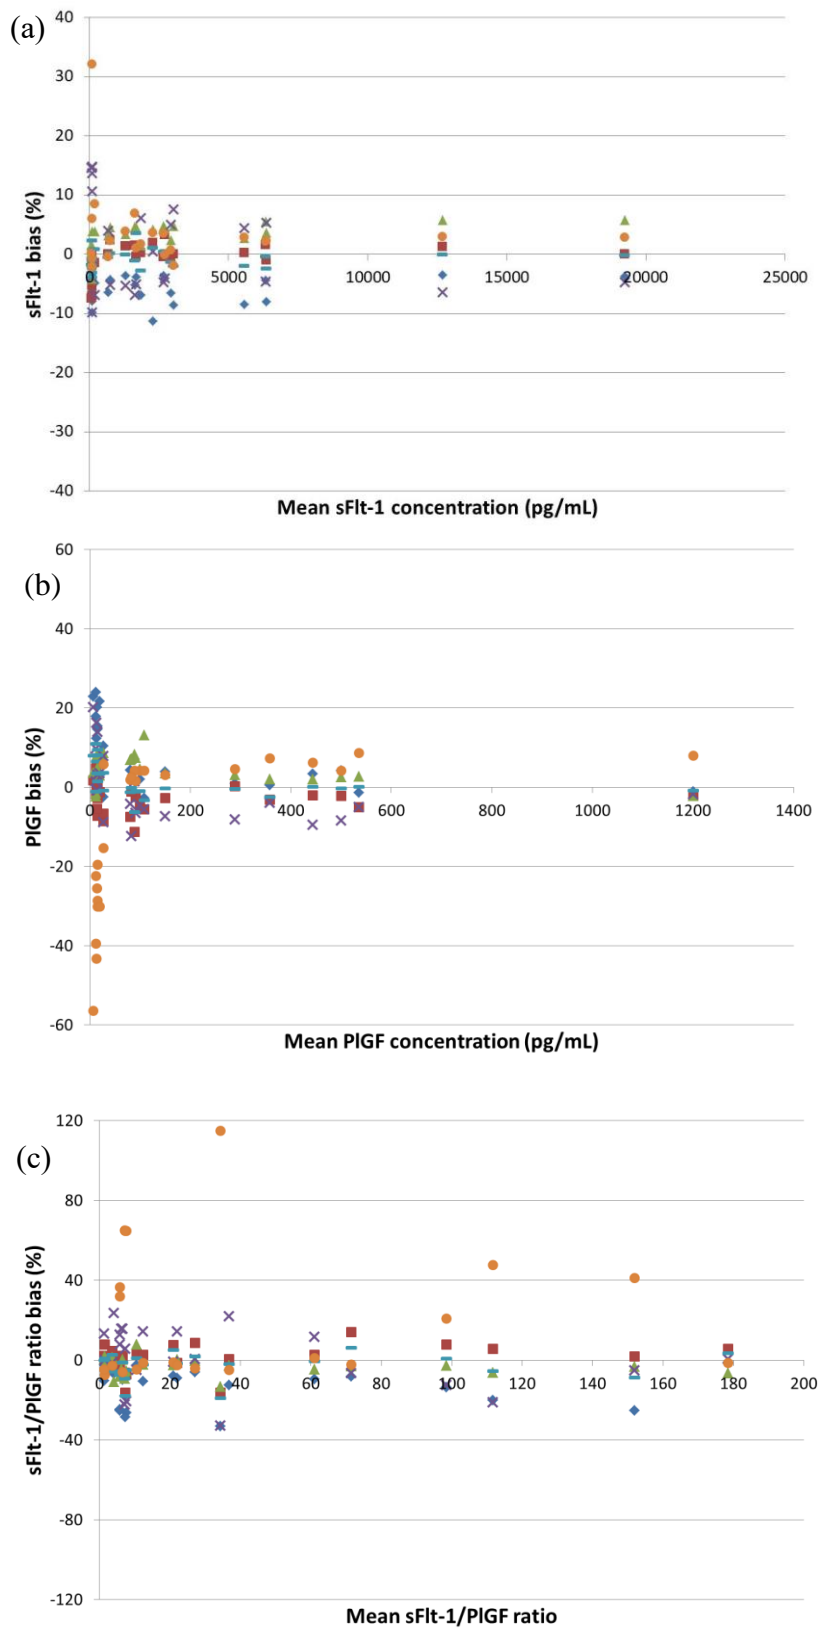 (a)
40
30
20
10
0
-10
-20
-30
-40
sFlt-1 bias (%)
0 5000 10000 15000 20000 25000
Mean sFlt-1 concentration (pg/mL)
(b)
60
40
20
0
-20
-40
-60
PlGF bias (%)
0 200 400 600 800 1000 1200 1400
Mean PlGF concentration (pg/mL)
(c)
120
80
40
0
-40
-80
-120
sFlt-1/PlGF ratio bias (%)
0 20 40 60 80 100 120 140 160 180 200
Mean sFlt-1/PlGF ratio